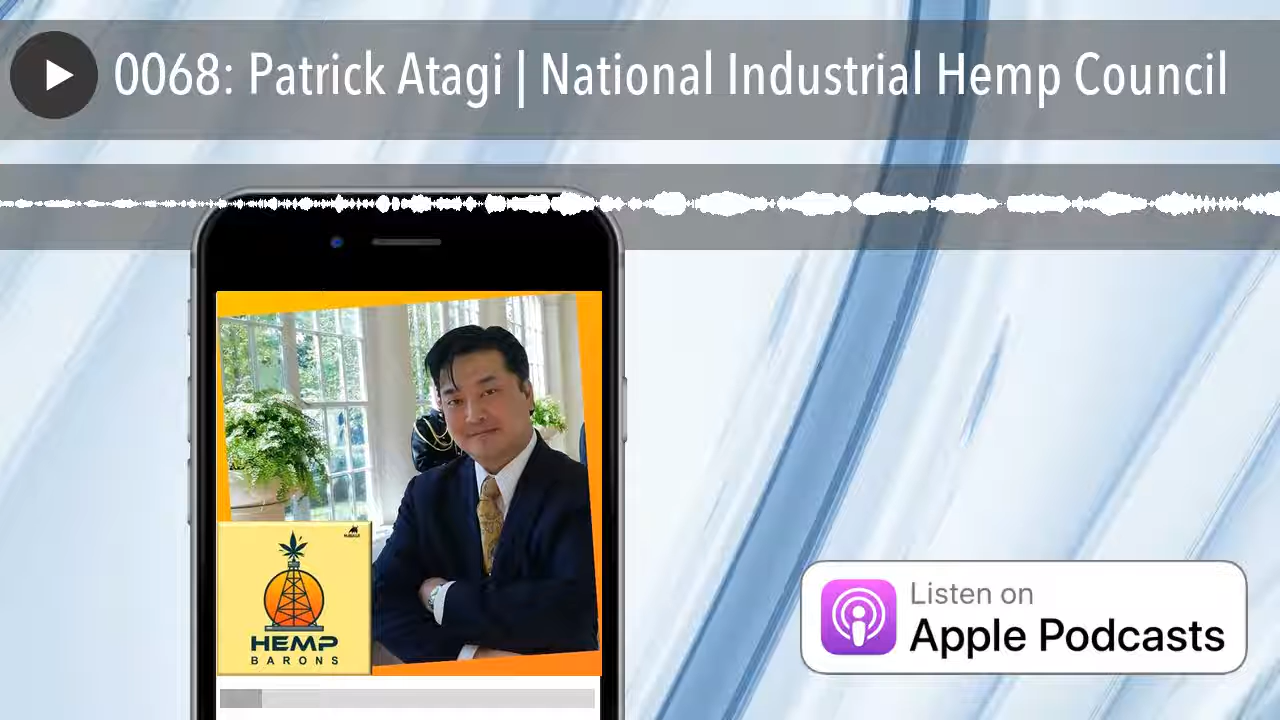 0068: Patrick Atagi | National Industrial Hemp Council
HEMP
BARONS
Listen on
Apple Podcasts